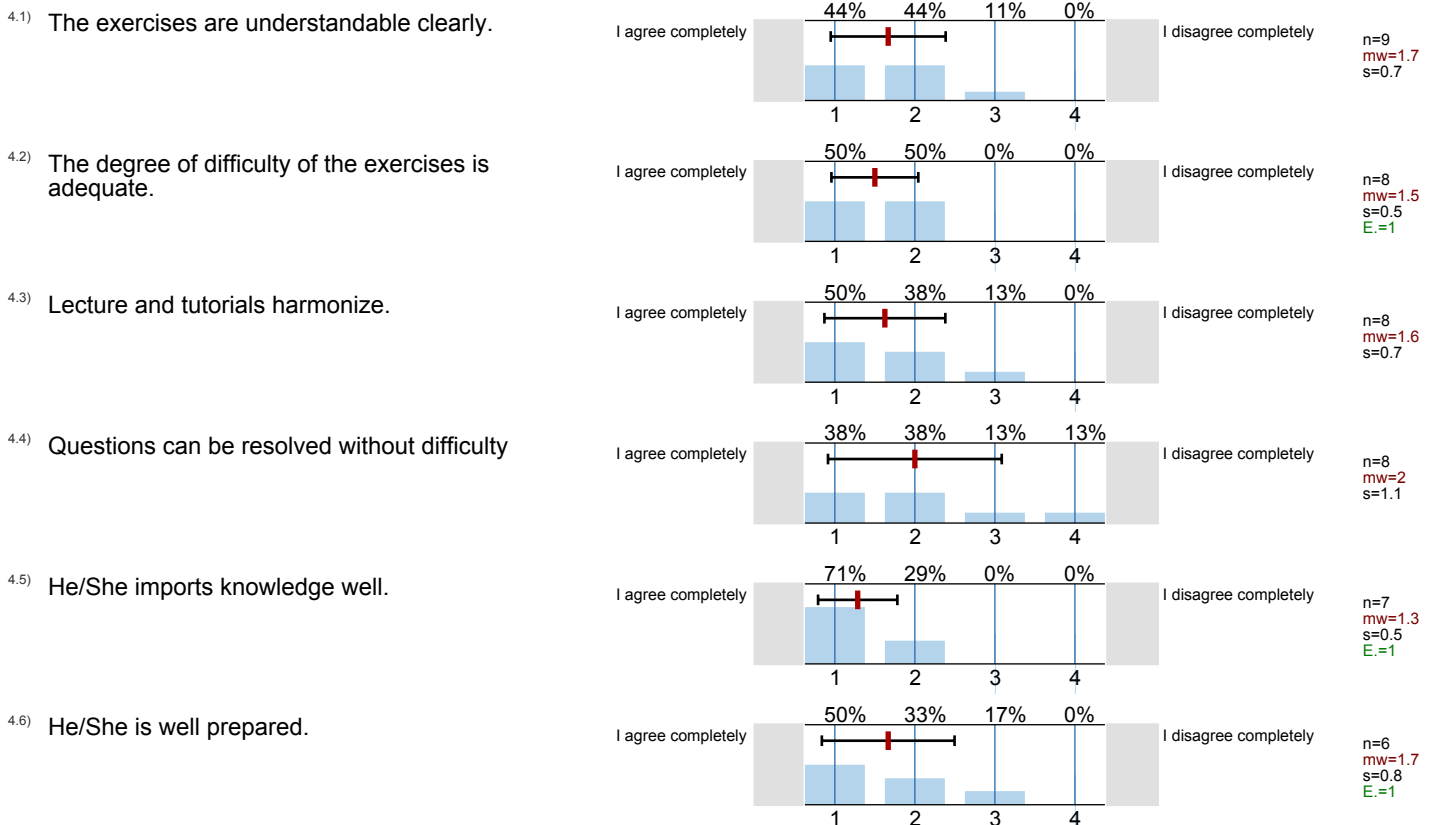 4.1) The exercises are understandable clearly.
44% 44% 11% 0%
I agree completely I disagree completely
n=9
mw=1.7
s=0.7
1 2 3 4
4.2) The degree of difficulty of the exercises is
adequate.
50% 50% 0% 0%
I agree completely I disagree completely
n=8
mw=1.5
s=0.5
E.=1
1 2 3 4
4.3) Lecture and tutorials harmonize.
50% 38% 13% 0%
I agree completely I disagree completely
n=8
mw=1.6
s=0.7
1 2 3 4
4.4) Questions can be resolved without difficulty
38% 38% 13% 13%
I agree completely I disagree completely
n=8
mw=2
s=1.1
1 2 3 4
4.5) He/She imports knowledge well.
71% 29% 0% 0%
I agree completely I disagree completely
n=7
mw=1.3
s=0.5
E.=1
1 2 3 4
4.6) He/She is well prepared.
50% 33% 17% 0%
I agree completely I disagree completely
n=6
mw=1.7
s=0.8
E.=1
1 2 3 4